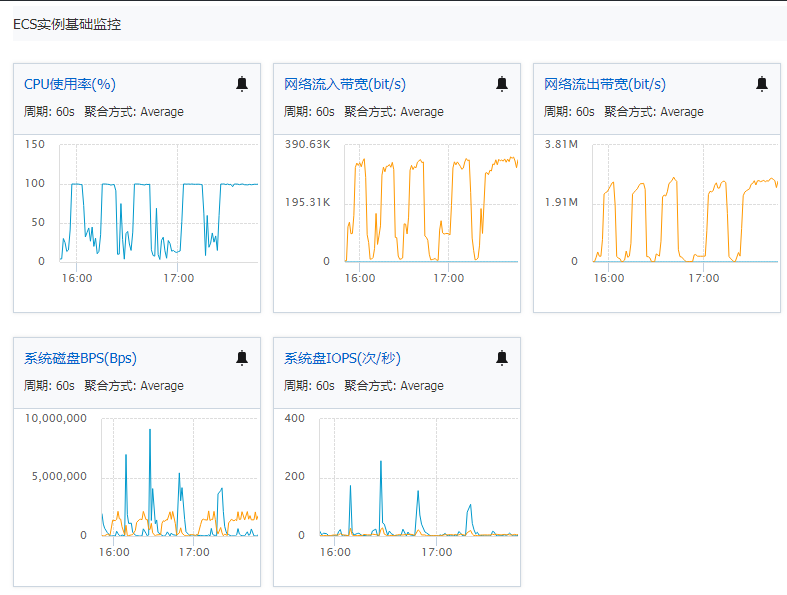 ECS实例基础监控
CPU使用率(%)
周期: 60s 聚合方式: Average
150
100
50
0
16:00 17:00
网络流入带宽(bit/s)
周期: 60s 聚合方式: Average
390.63K
195.31K
0
16:00 17:00
网络流出带宽(bit/s)
周期: 60s 聚合方式: Average
3.81M
1.91M
0
16:00 17:00
系统磁盘BPS(Bps)
周期: 60s 聚合方式: Average
10,000,000
5,000,000
0
16:00 17:00
系统盘IOPS(次/秒)
周期: 60s 聚合方式: Average
400
200
0
16:00 17:00